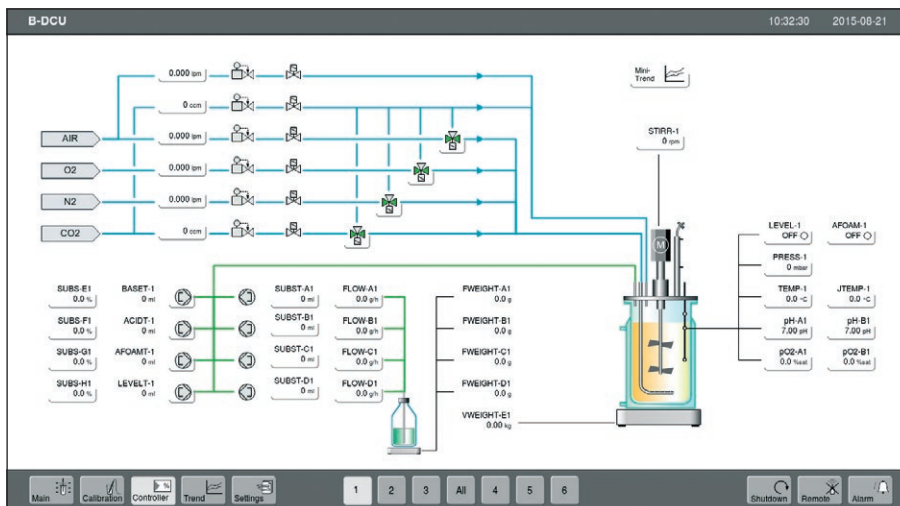 B-DCU
10:32:30 2015-08-21
0.000 lpm
Mini-
Trend
0 ccm
AIR
0.000 lpm
STIRR-1
0 rpm
O2
0.000 lpm
N2
0.000 lpm
CO2
0 ccm
M
LEVEL-1 AFOAM-1
OFF OFF
PRESS-1
0 mbar
SUBS-E1 BASET-1 SUBST-A1 FLOW-A1 FWEIGHT-A1 TEMP-1 JTEMP-1
0.0 % 0 ml 0 ml 0.0 g/h 0.0 g 0.0 °C 0.0 °C
SUBS-F1 ACIDT-1 SUBST-B1 FLOW-B1 FWEIGHT-B1 pH-A1 pH-B1
0.0 % 0 ml 0 ml 0.0 g/h 0.0 g 7.00 pH 7.00 pH
SUBS-G1 AFOAMT-1 SUBST-C1 FLOW-C1 FWEIGHT-C1 pO2-A1 pO2-B1
0.0 % 0 ml 0 ml 0.0 g/h 0.0 g 0.0 %sat 0.0 %sat
SUBS-H1 LEVELT-1 SUBST-D1 FLOW-D1 FWEIGHT-D1
0.0 % 0 ml 0 ml 0.0 g/h 0.0 g
VWEIGHT-E1
0.00 kg
Main Calibration Controller Trend Settings 1 2 3 All 4 5 6 Shutdown Remote Alarm